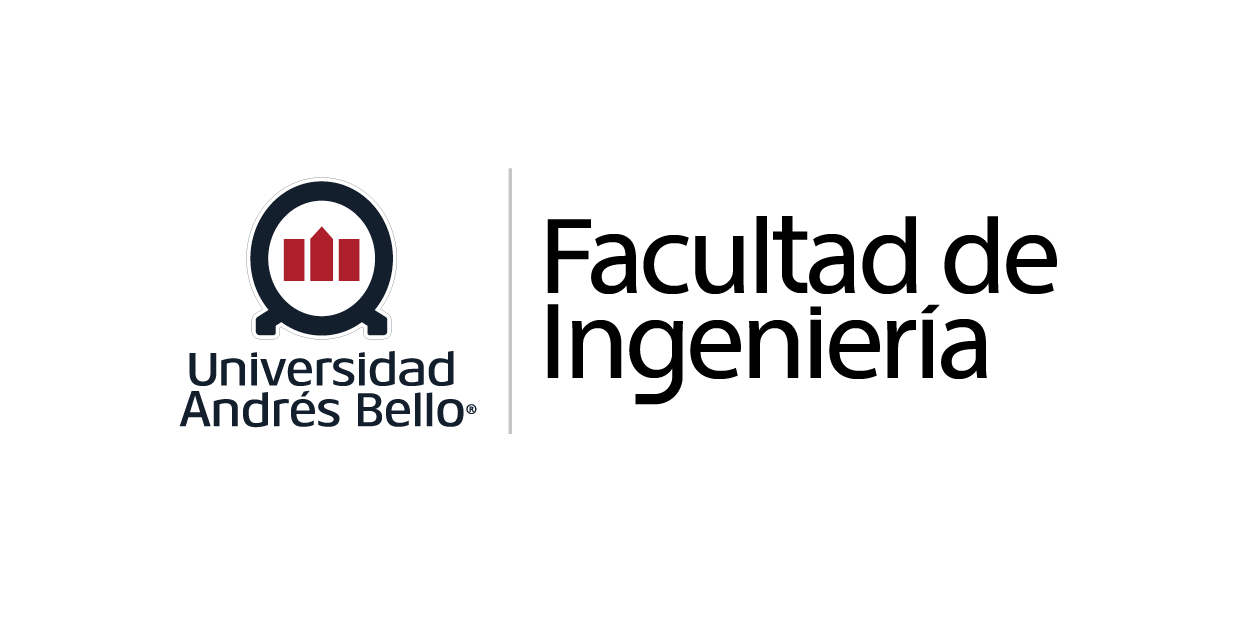 Universidad
Andrés Bello®
Facultad de
Ingeniería